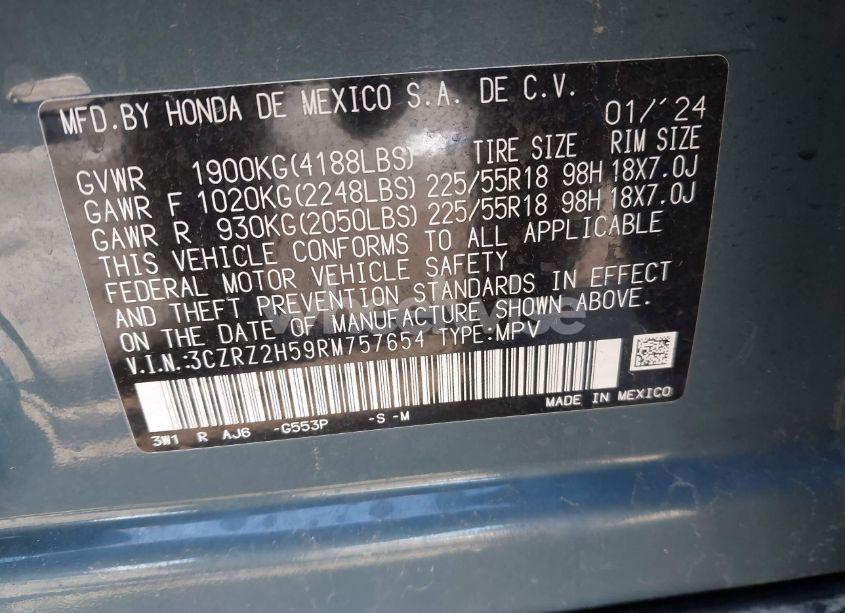 MFD.BY HONDA DE MEXICO S.A. DE C.V. 01/'24
TIRE SIZE RIM SIZE
GVWR 1900KG(4188LBS)
GAWR F 1020KG(2248LBS) 225/55R18 98H 18X7.0J
GAWR R 930KG(2050LBS) 225/55R18 98H 18X7.0J
THIS VEHICLE CONFORMS TO ALL APPLICABLE
FEDERAL MOTOR VEHICLE SAFETY
AND THEFT PREVENTION STANDARDS IN EFFECT
ON THE DATE OF MANUFACTURE SHOWN ABOVE.
V.I.N.:3CZRZ2H59RM757654 TYPE:MPV
MADE IN MEXICO
3W1 R AJ6 -G553P -S -M